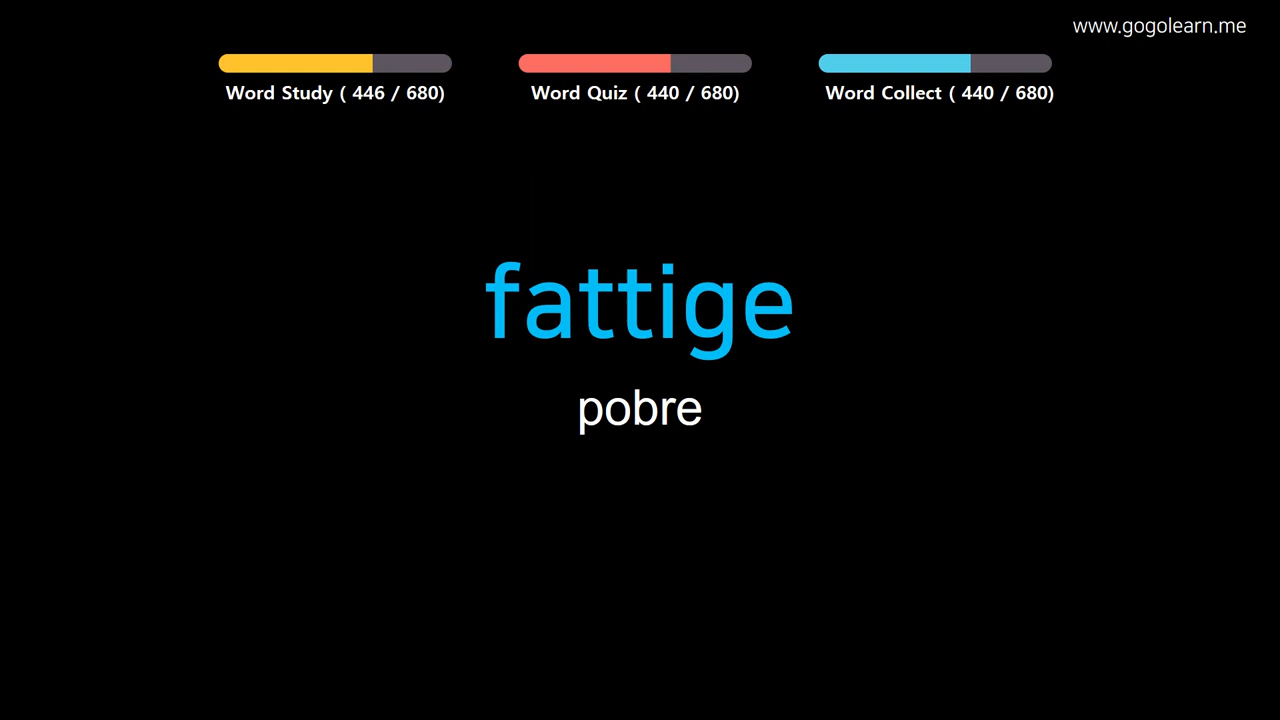 www.gogolearn.me
Word Study ( 446 / 680)
Word Quiz ( 440 / 680)
Word Collect ( 440 / 680)
fattige
pobre